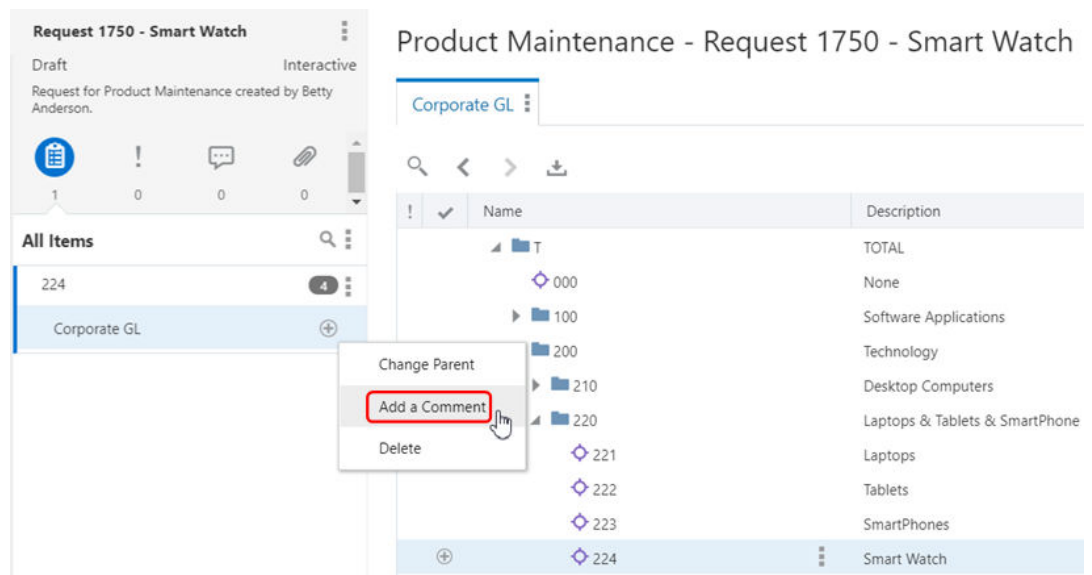 Request 1750 - Smart Watch
Draft Interactive
Request for Product Maintenance created by Betty
Anderson.
1 0 0 0
All Items
224 4
Corporate GL
Change Parent
Add a Comment
Delete
Product Maintenance - Request 1750 - Smart Watch
Corporate GL
! Name Description
T TOTAL
000 None
100 Software Applications
200 Technology
210 Desktop Computers
220 Laptops & Tablets & SmartPhone
221 Laptops
222 Tablets
223 SmartPhones
224 Smart Watch